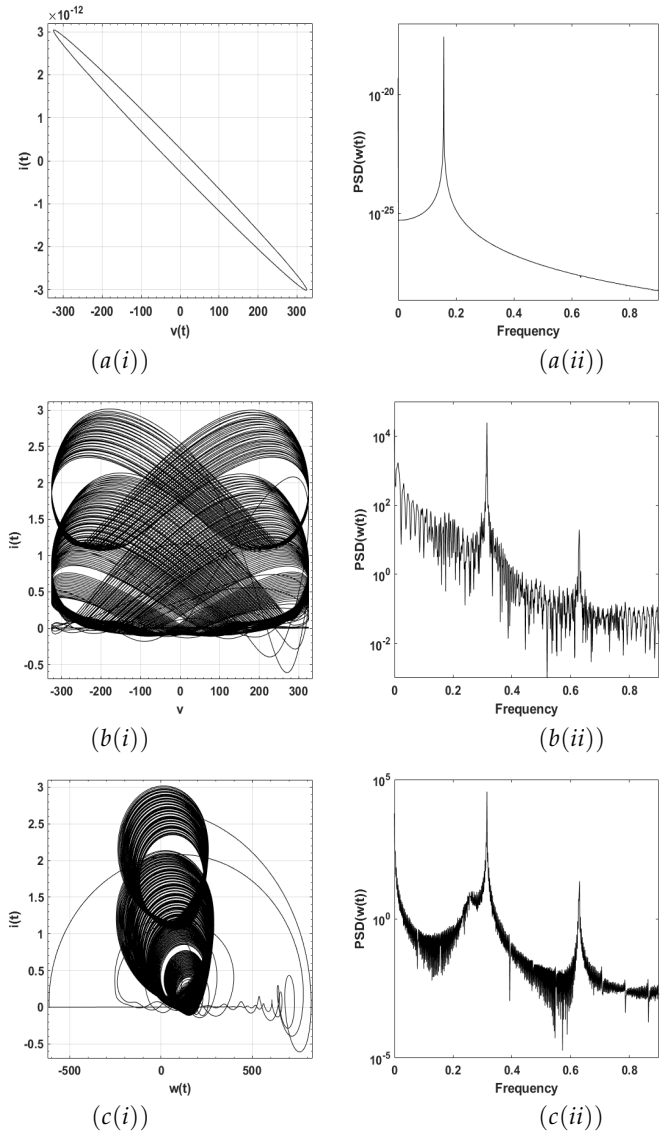 ×10⁻¹²
3
2
1
0
-1
-2
-3
i(t)
-300 -200 -100 0 100 200 300
v(t)
(a(i))
10⁻²⁰
10⁻²⁵
PSD(w(t))
0 0.2 0.4 0.6 0.8
Frequency
(a(ii))
3
2.5
2
1.5
1
0.5
0
-0.5
i(t)
-300 -200 -100 0 100 200 300
v
(b(i))
10⁴
10²
10⁰
10⁻²
PSD(w(t))
0 0.2 0.4 0.6 0.8
Frequency
(b(ii))
3
2.5
2
1.5
1
0.5
0
-0.5
i(t)
-500 0 500
w(t)
(c(i))
10⁵
10⁰
10⁻⁵
PSD(w(t))
0 0.2 0.4 0.6 0.8
Frequency
(c(ii))